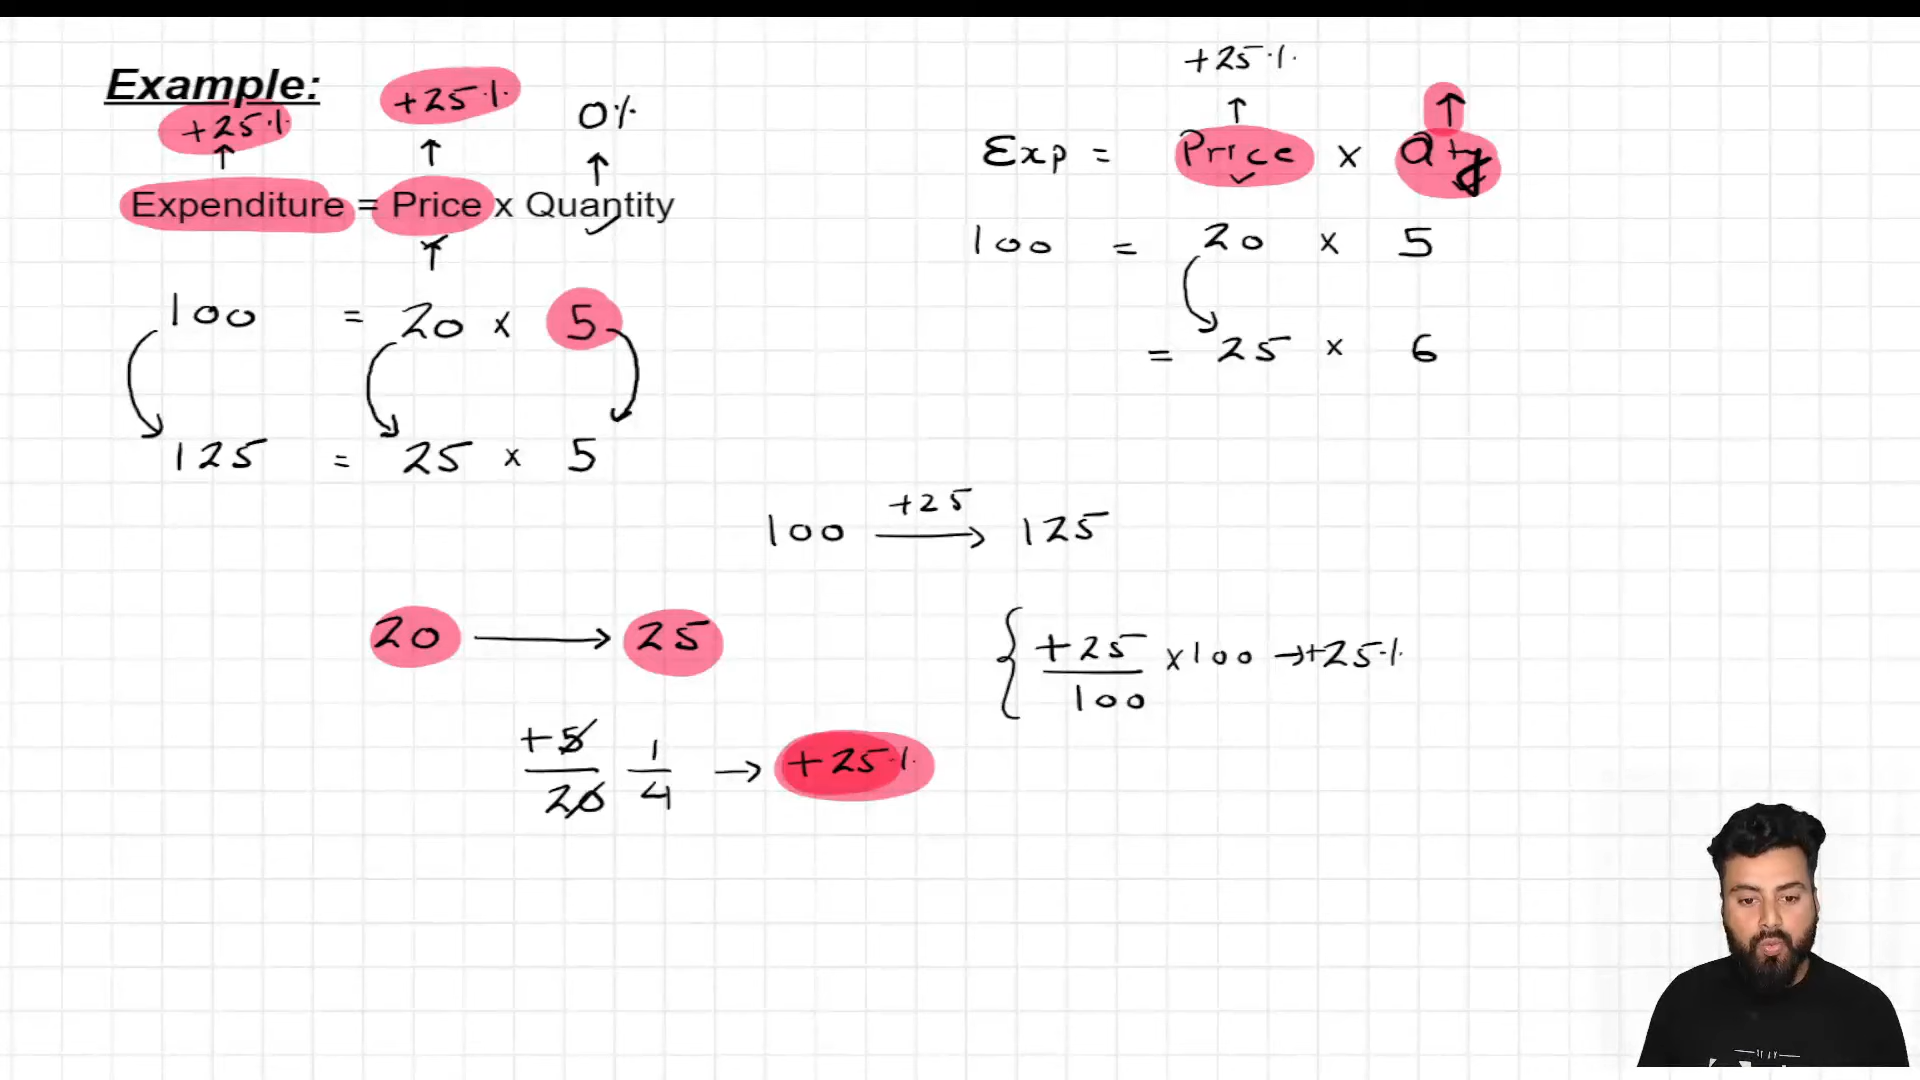 Example:
+25% +25% 0%
Expenditure = Price x Quantity
100 = 20 x 5
125 = 25 x 5
+25%
Exp = Price x Qty
100 = 20 x 5
= 25 x 6
100 +25 → 125
20 → 25
+5/20 1/4 → +25%
{ +25/100 x100 → +25%